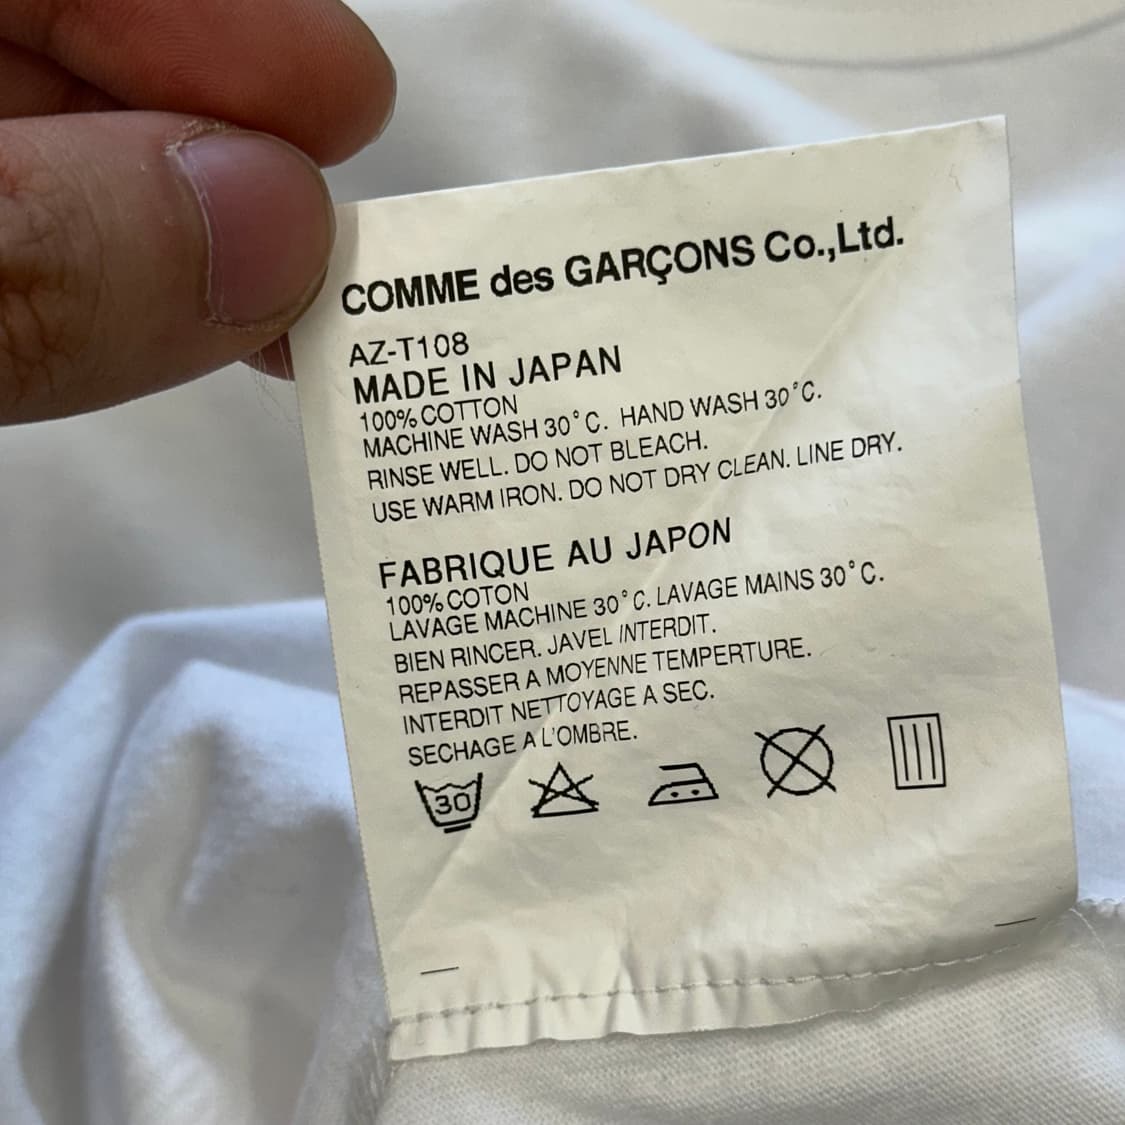 COMME des GARÇONS Co.,Ltd.
AZ-T108
MADE IN JAPAN
100% COTTON
MACHINE WASH 30°C. HAND WASH 30°C.
RINSE WELL. DO NOT BLEACH.
USE WARM IRON. DO NOT DRY CLEAN. LINE DRY.
FABRIQUE AU JAPON
100% COTON
LAVAGE MACHINE 30°C. LAVAGE MAINS 30°C.
BIEN RINCER. JAVEL INTERDIT.
REPASSER A MOYENNE TEMPERTURE.
INTERDIT NETTOYAGE A SEC.
SECHAGE A L'OMBRE.
30